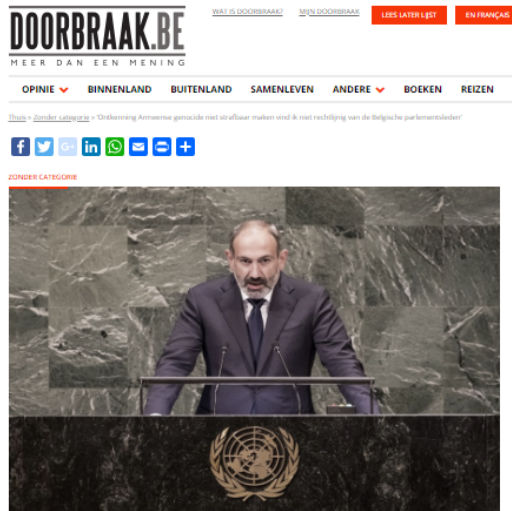 WAT IS DOORBRAAK? MIJN DOORBRAAK LEES LATER LIJST EN FRANÇAIS
DOORBRAAK.BE
MEER DAN EEN MENING
OPINIE BINNENLAND BUITENLAND SAMENLEVEN ANDERE BOEKEN REIZEN
Thuis » Zonder categorie » 'Ontkenning Armeense genocide niet strafbaar maken vind ik niet rechtlijnig van de Belgische parlementsleden'
ZONDER CATEGORIE